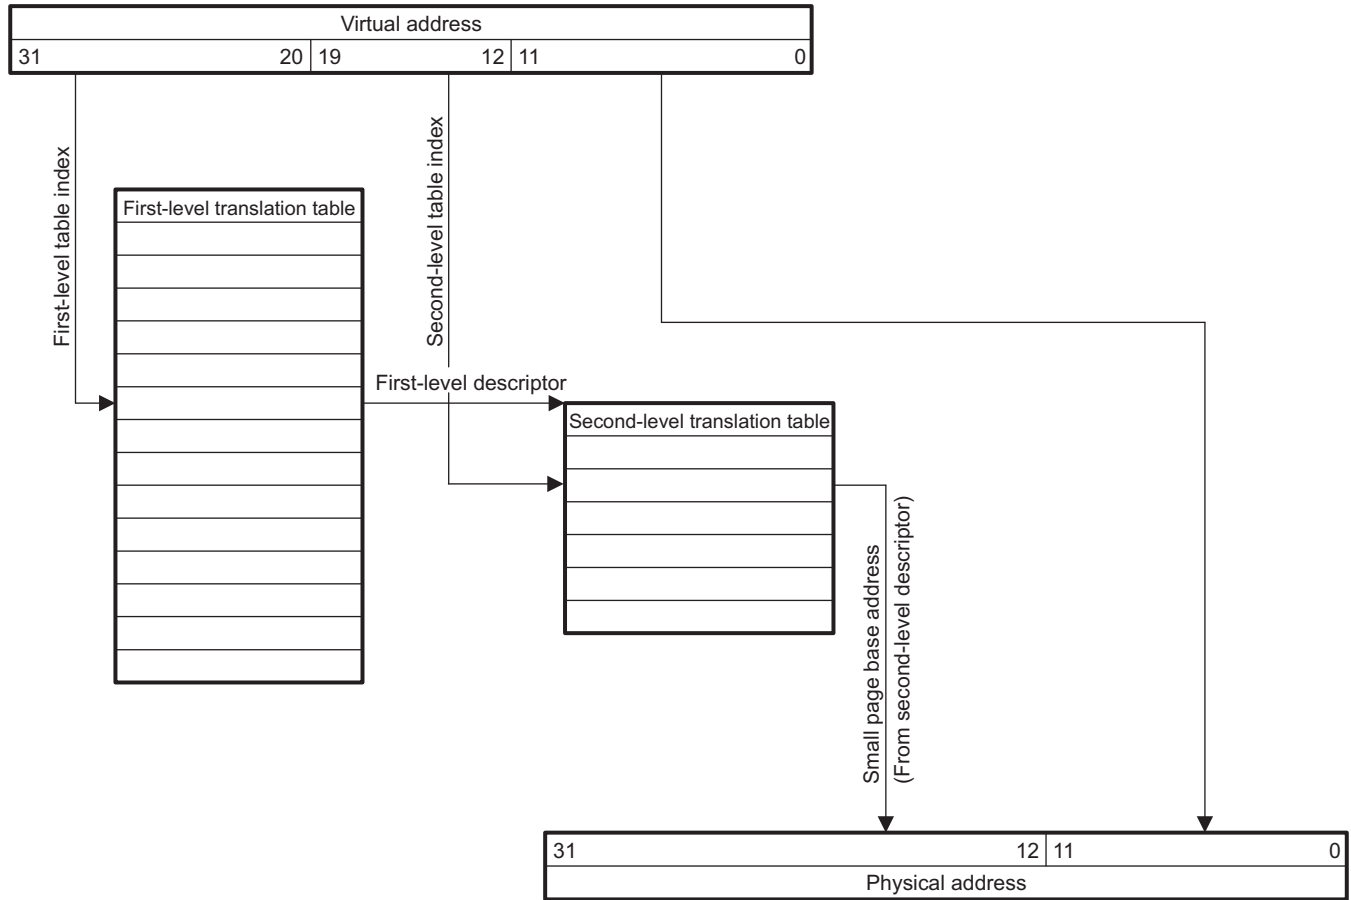 Virtual address
31 20 19 12 11 0
First-level table index
Second-level table index
First-level translation table
First-level descriptor
Second-level translation table
Small page base address
(From second-level descriptor)
31 12 11 0
Physical address